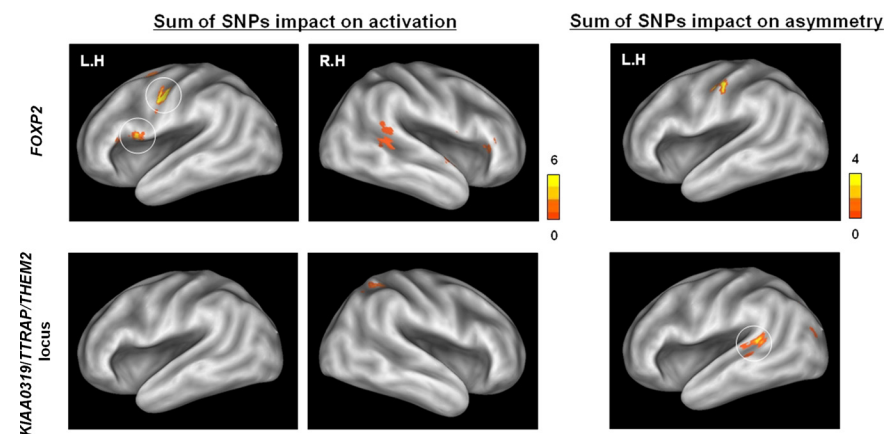 Sum of SNPs impact on activation
Sum of SNPs impact on asymmetry
FOXP2
L.H
R.H
6
0
L.H
4
0
KIAA0319/TTRAP/THEM2
locus